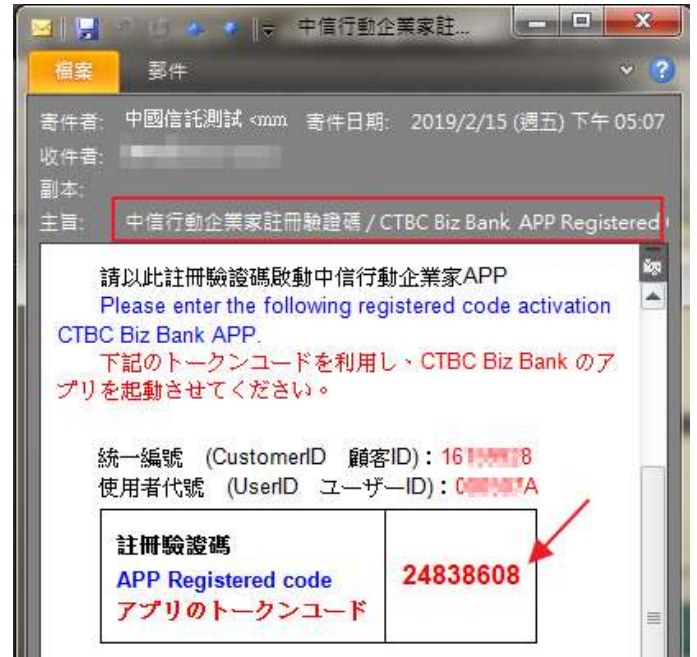 中信行動企業家註...
檔案 郵件
寄件者: 中國信託測試 <mm 寄件日期: 2019/2/15 (週五) 下午 05:07
收件者:
副本:
主旨: 中信行動企業家註冊驗證碼 / CTBC Biz Bank APP Registered
請以此註冊驗證碼啟動中信行動企業家APP
Please enter the following registered code activation
CTBC Biz Bank APP.
下記のトークンコードを利用し、CTBC Biz Bank のア
プリを起動させてください。
統一編號 (CustomerID 顧客ID)：16 8
使用者代號 (UserID ユーザーID)：0 A
註冊驗證碼
APP Registered code
アプリのトークンコード
24838608